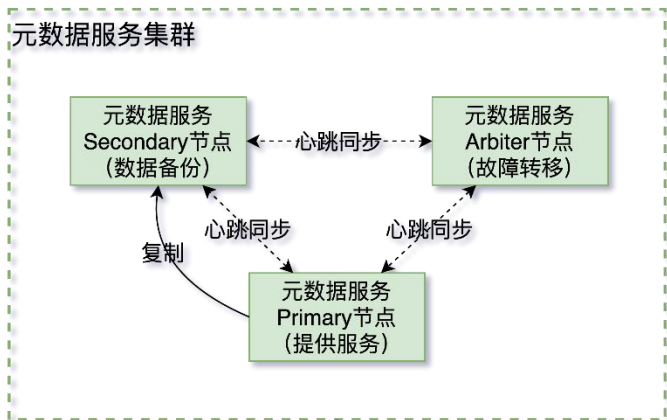 元数据服务集群
元数据服务
Secondary节点
（数据备份）
心跳同步
元数据服务
Arbiter节点
（故障转移）
心跳同步
心跳同步
复制
元数据服务
Primary节点
（提供服务）